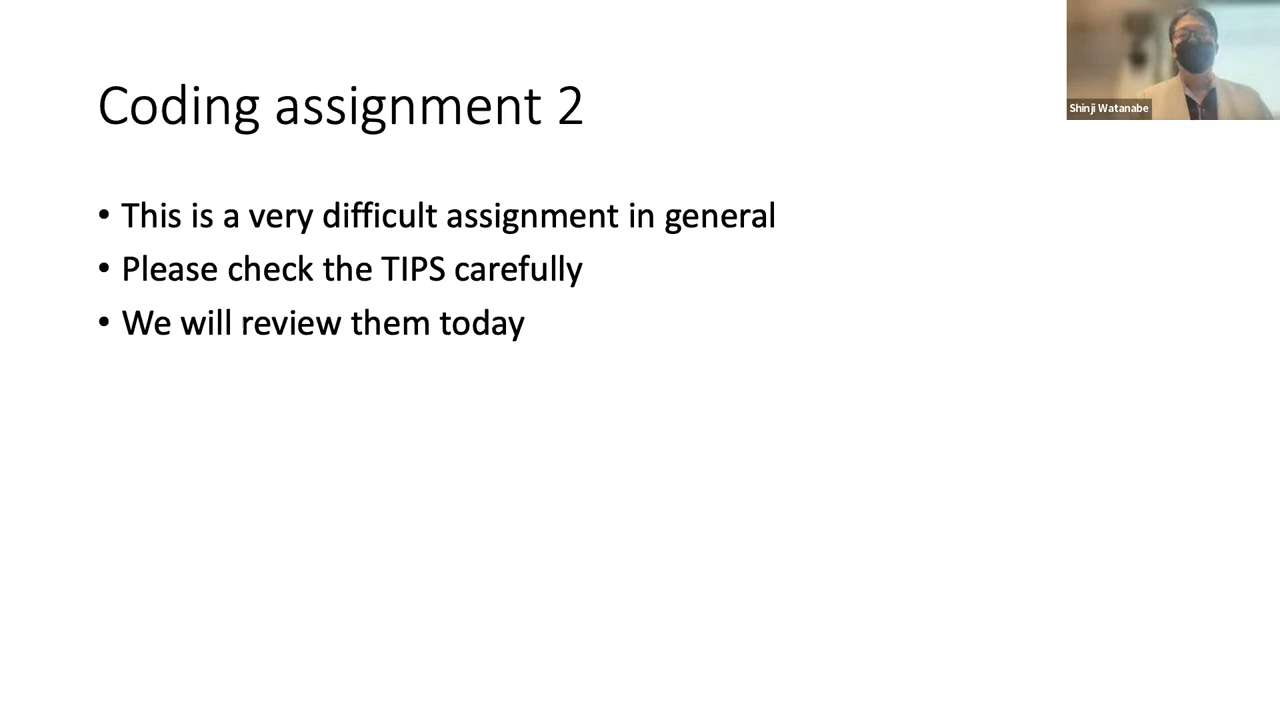 Coding assignment 2
• This is a very difficult assignment in general
• Please check the TIPS carefully
• We will review them today
Shinji Watanabe